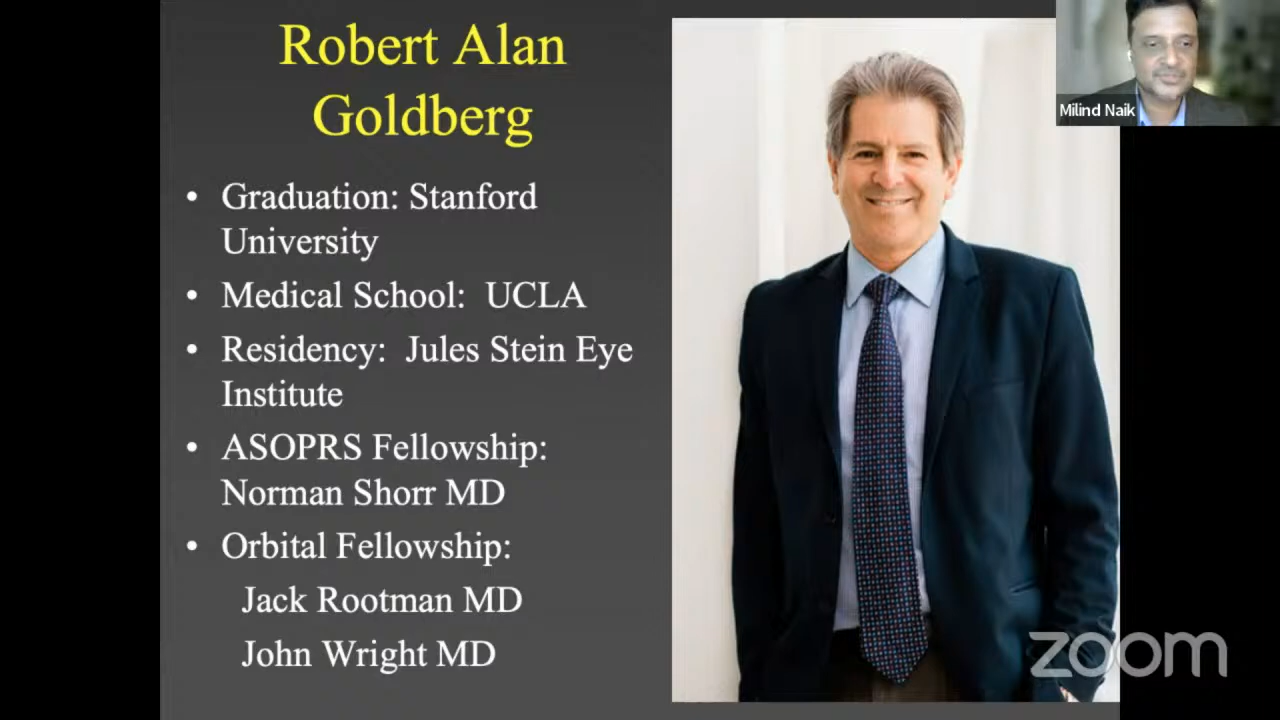 Robert Alan
Goldberg
• Graduation: Stanford
University
• Medical School: UCLA
• Residency: Jules Stein Eye
Institute
• ASOPRS Fellowship:
Norman Shorr MD
• Orbital Fellowship:
Jack Rootman MD
John Wright MD
Milind Naik
zoom